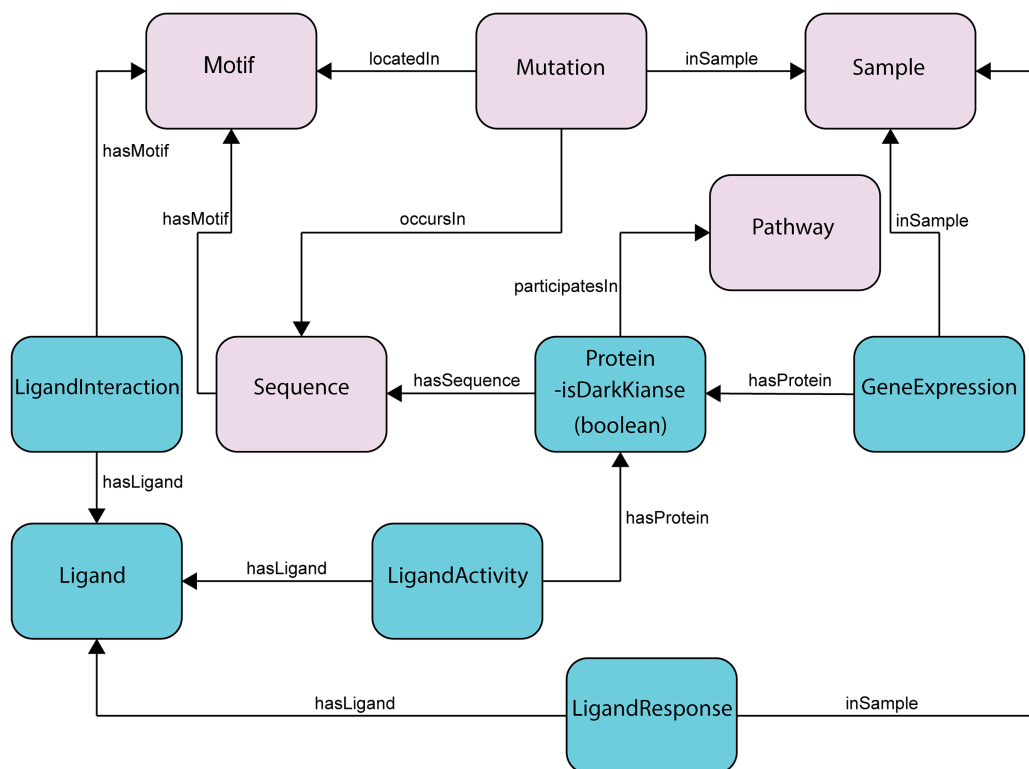 Motif
locatedIn
Mutation
inSample
Sample
hasMotif
hasMotif
occursIn
Pathway
inSample
participatesIn
LigandInteraction
Sequence
hasSequence
Protein
-isDarkKianse
(boolean)
hasProtein
GeneExpression
hasLigand
hasProtein
Ligand
hasLigand
LigandActivity
hasLigand
LigandResponse
inSample